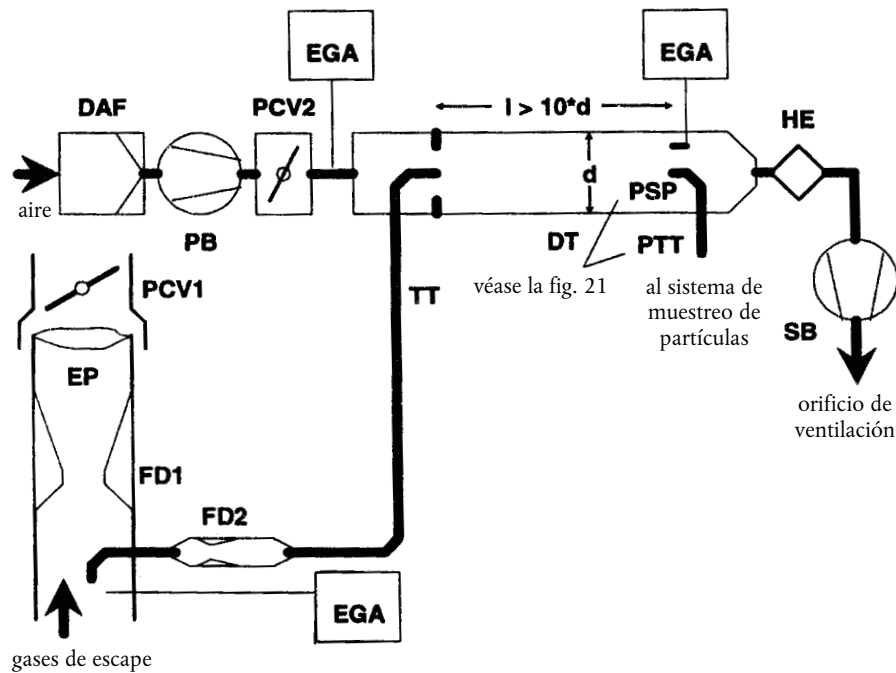 EGA
EGA
DAF
PCV2
l > 10*d
HE
d
aire
PB
PSP
DT
PTT
PCV1
TT
véase la fig. 21
al sistema de
muestreo de
partículas
SB
EP
orificio de
ventilación
FD1
FD2
EGA
gases de escape